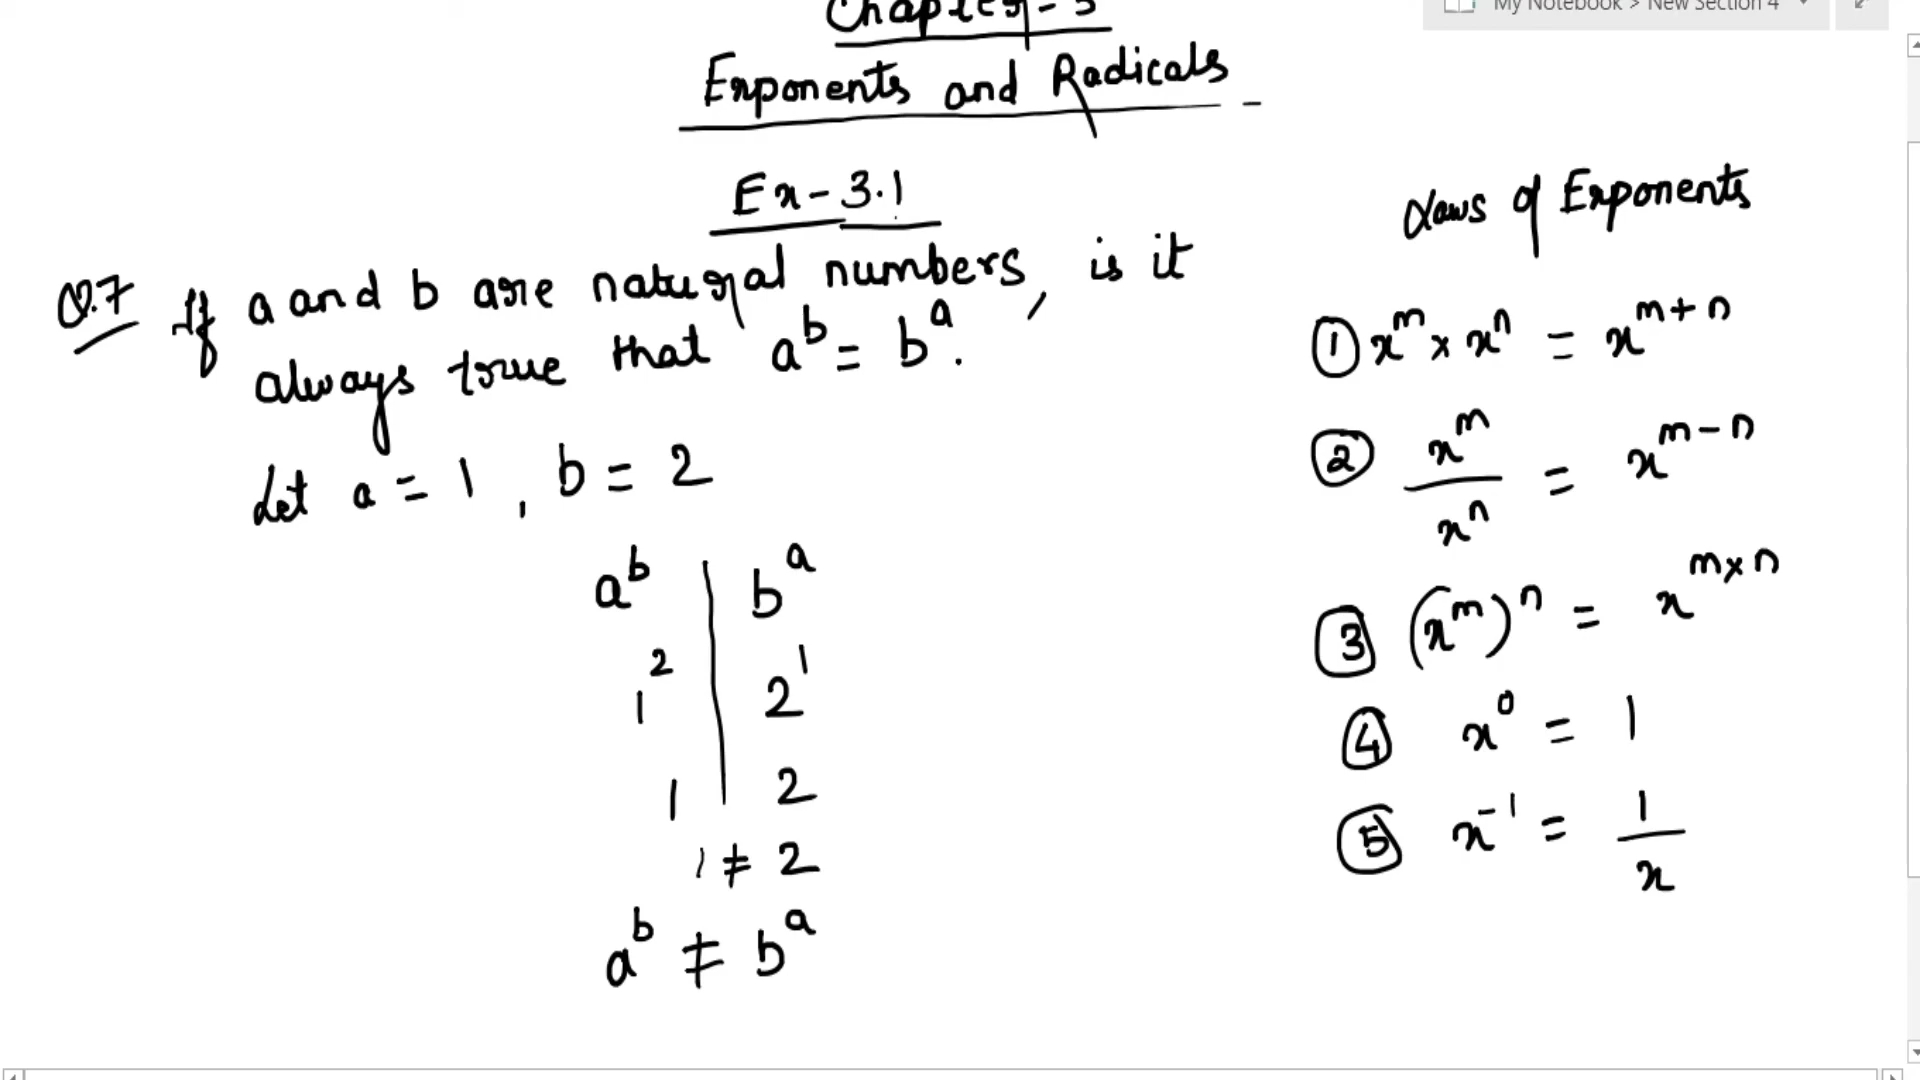 Chapter-3
My Notebook > New Section 4
Exponents and Radicals
Ex-3.1
Q.7 If a and b are natural numbers, is it
always true that a^b = b^a.
Let a = 1, b = 2
a^b | b^a
1^2 | 2^1
1 | 2
1 ≠ 2
a^b ≠ b^a
Laws of Exponents
① x^m × x^n = x^{m+n}
② x^m / x^n = x^{m-n}
③ (x^m)^n = x^{m×n}
④ x^0 = 1
⑤ x^{-1} = 1/x